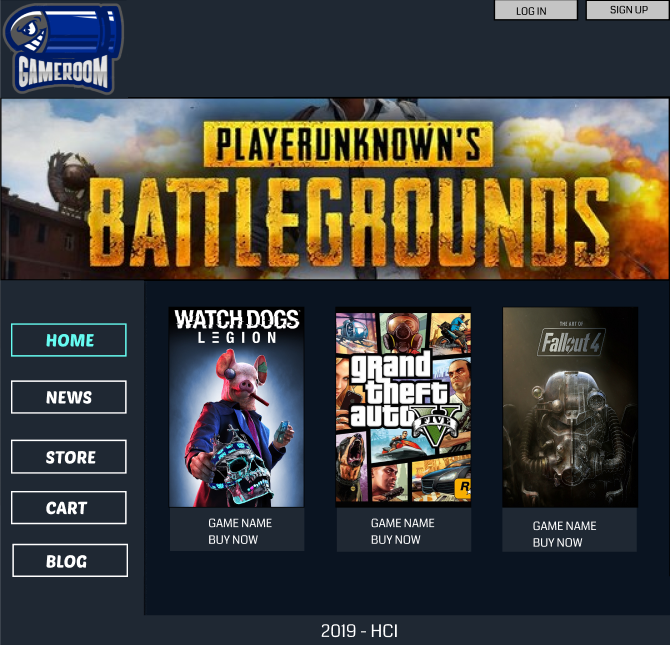 GAMEROOM
LOG IN
SIGN UP
PLAYERUNKNOWN'S
BATTLEGROUNDS
HOME
NEWS
STORE
CART
BLOG
WATCH DOGS
LEGION
GAME NAME
BUY NOW
grand
theft
auto
FIVE
R
GAME NAME
BUY NOW
THE ART OF
Fallout 4
GAME NAME
BUY NOW
2019 - HCI